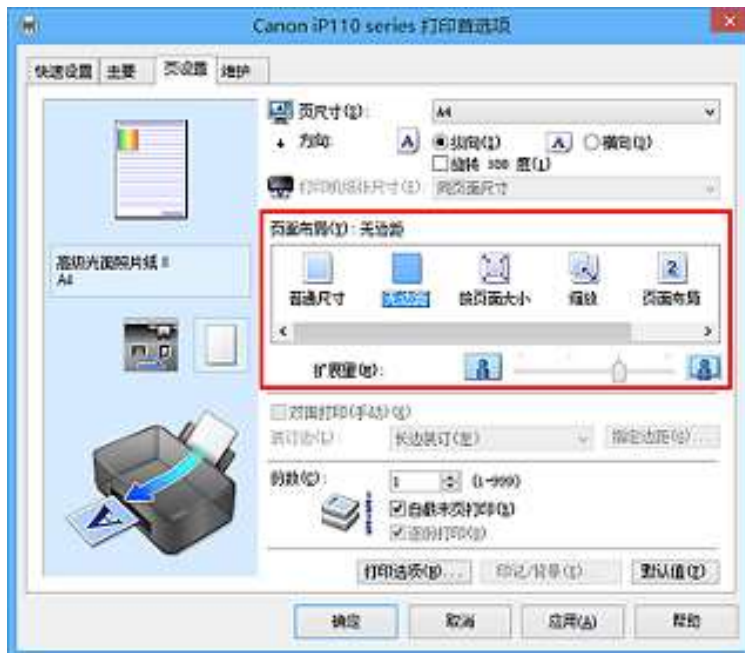 Canon iP110 series 打印首选项
快速设置 主要 页设置 维护
页尺寸(Z): A4
方向: A 纵向(I) A 横向(Q)
旋转 180 度(1)
打印机纸张尺寸(E) 同页面尺寸
页面布局(Y): 无边距
高级光面照片纸 II
A4
普通尺寸 无边距 按页面大小 缩放 页面布局
2
扩展量(M):
双面打印(手动)(X)
装订边(L) 长边装订(左) 指定边距(G)...
份数(C): 1 (1-999)
自最末页打印(S)
逐份打印(O)
打印选项(B)... 印记/背景(T) 默认值(F)
确定 取消 应用(A) 帮助